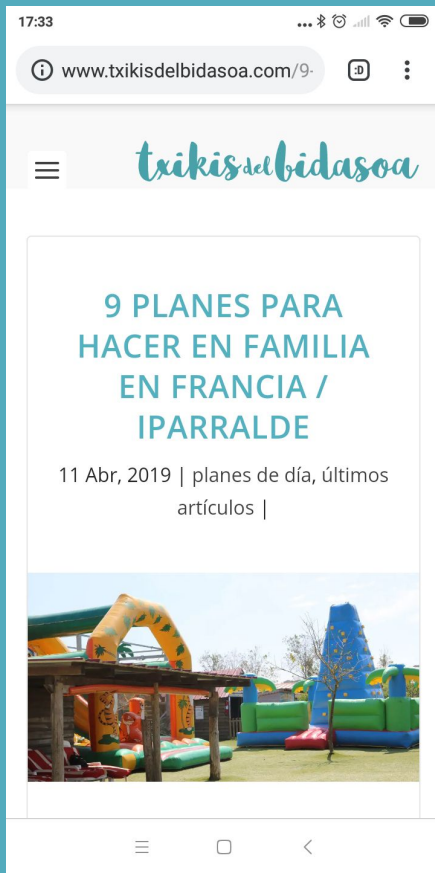 17:33
www.txikisdelbidasoa.com/9-
:D
txikis del bidasoa
9 PLANES PARA
HACER EN FAMILIA
EN FRANCIA /
IPARRALDE
11 Abr, 2019 | planes de día, últimos
artículos |